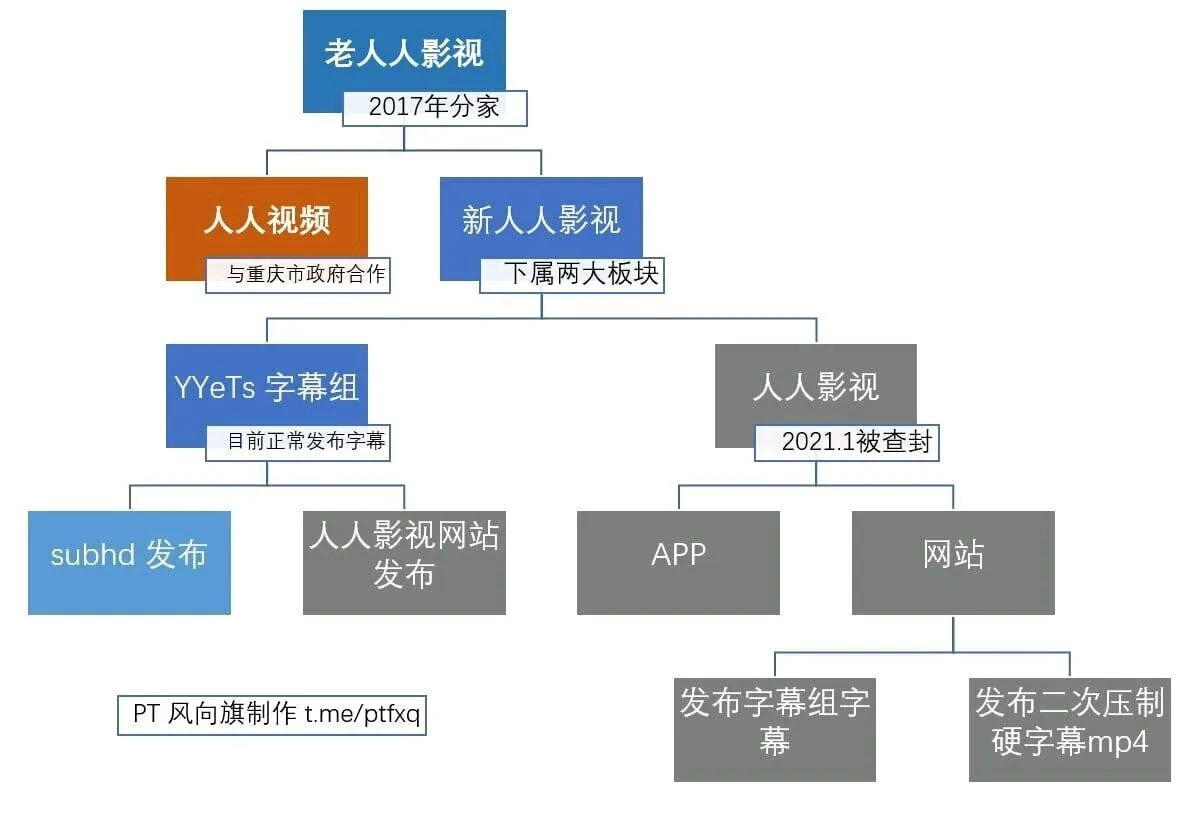 老人人影视
2017年分家
人人视频
与重庆市政府合作
新人人影视
下属两大板块
YYeTs 字幕组
目前正常发布字幕
人人影视
2021.1被查封
subhd 发布
人人影视网站
发布
APP
网站
发布字幕组字
幕
发布二次压制
硬字幕mp4
PT 风向旗制作 t.me/ptfxq